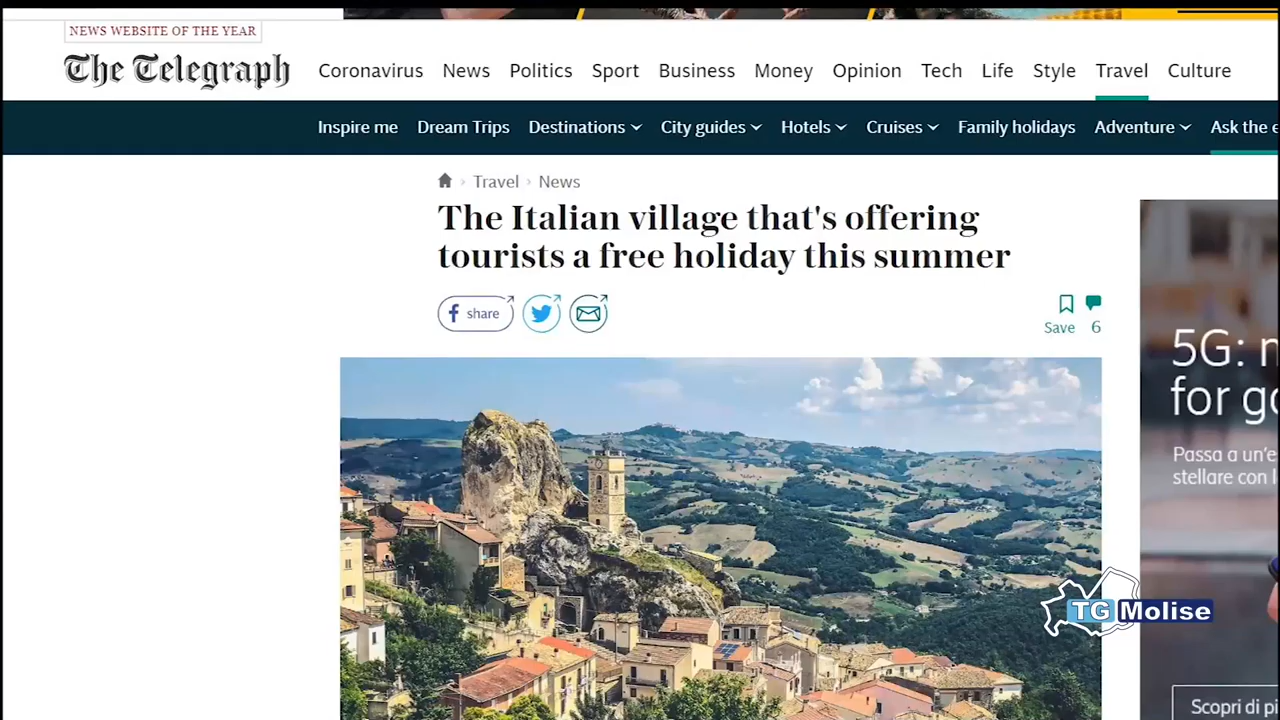 NEWS WEBSITE OF THE YEAR
The Telegraph
Coronavirus News Politics Sport Business Money Opinion Tech Life Style Travel Culture
Inspire me Dream Trips Destinations City guides Hotels Cruises Family holidays Adventure Ask the
Travel › News
The Italian village that's offering
tourists a free holiday this summer
share
Save 6
5G:
for
Passa a un'e
stellare con
TG Molise
Scopri di